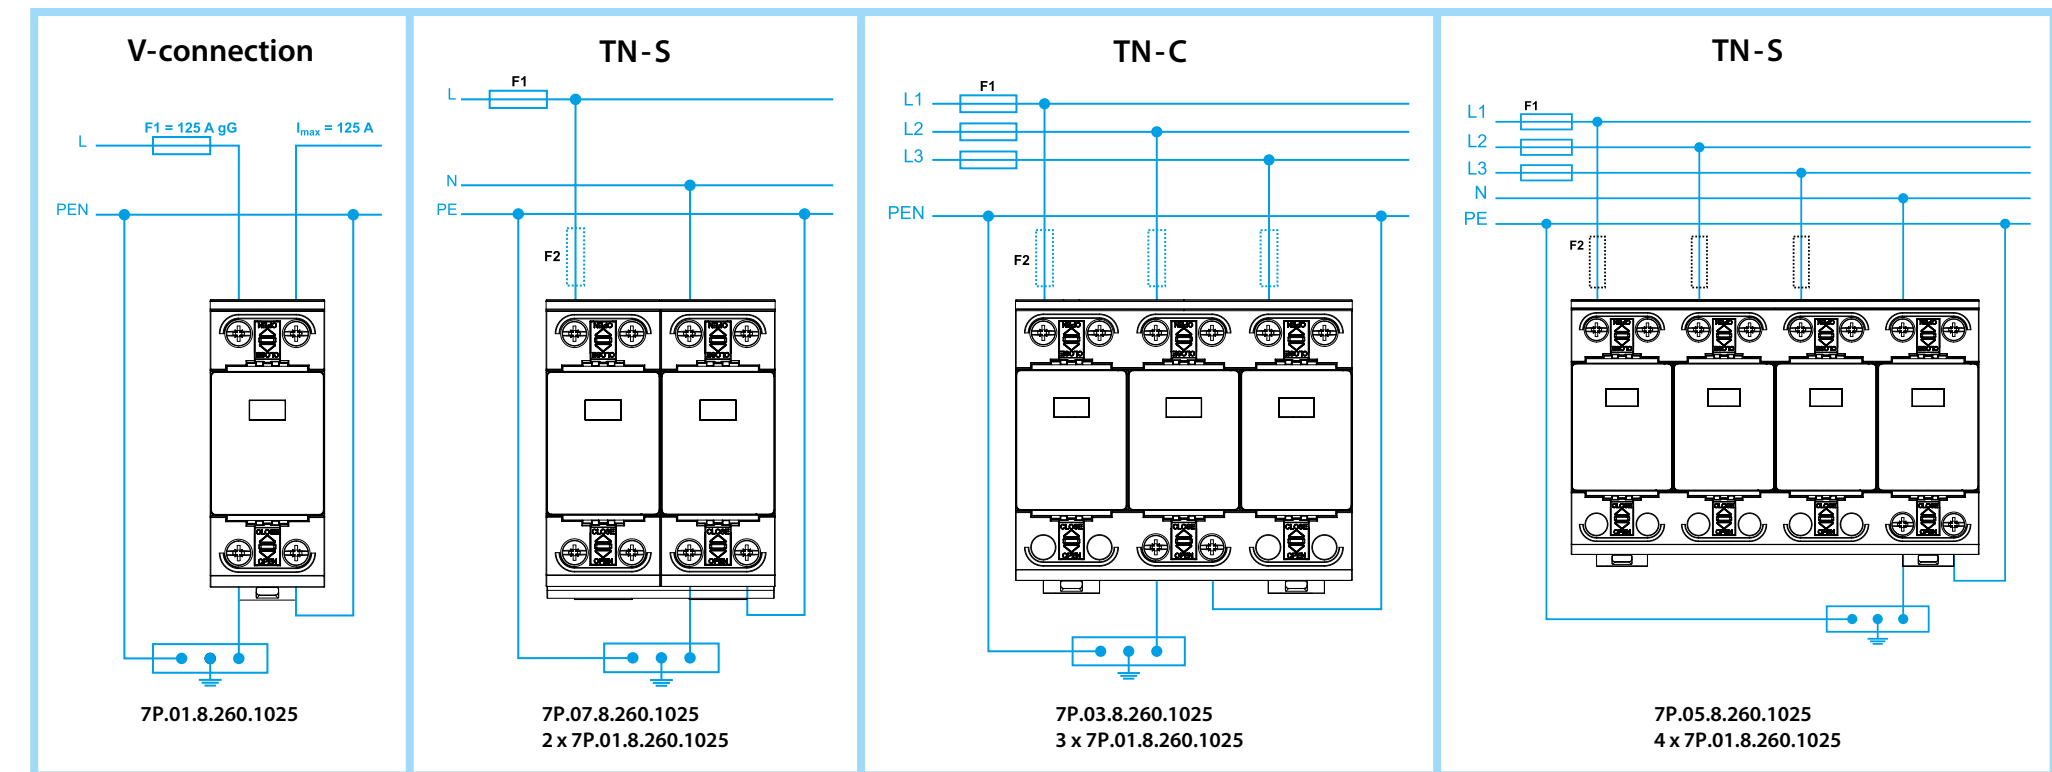 V-connection
F1 = 125 A gG
Imax = 125 A
L
PEN
7P.01.8.260.1025
TN-S
F1
L
N
PE
F2
7P.07.8.260.1025
2 x 7P.01.8.260.1025
TN-C
F1
L1
L2
L3
PEN
F2
7P.03.8.260.1025
3 x 7P.01.8.260.1025
TN-S
F1
L1
L2
L3
N
PE
F2
7P.05.8.260.1025
4 x 7P.01.8.260.1025